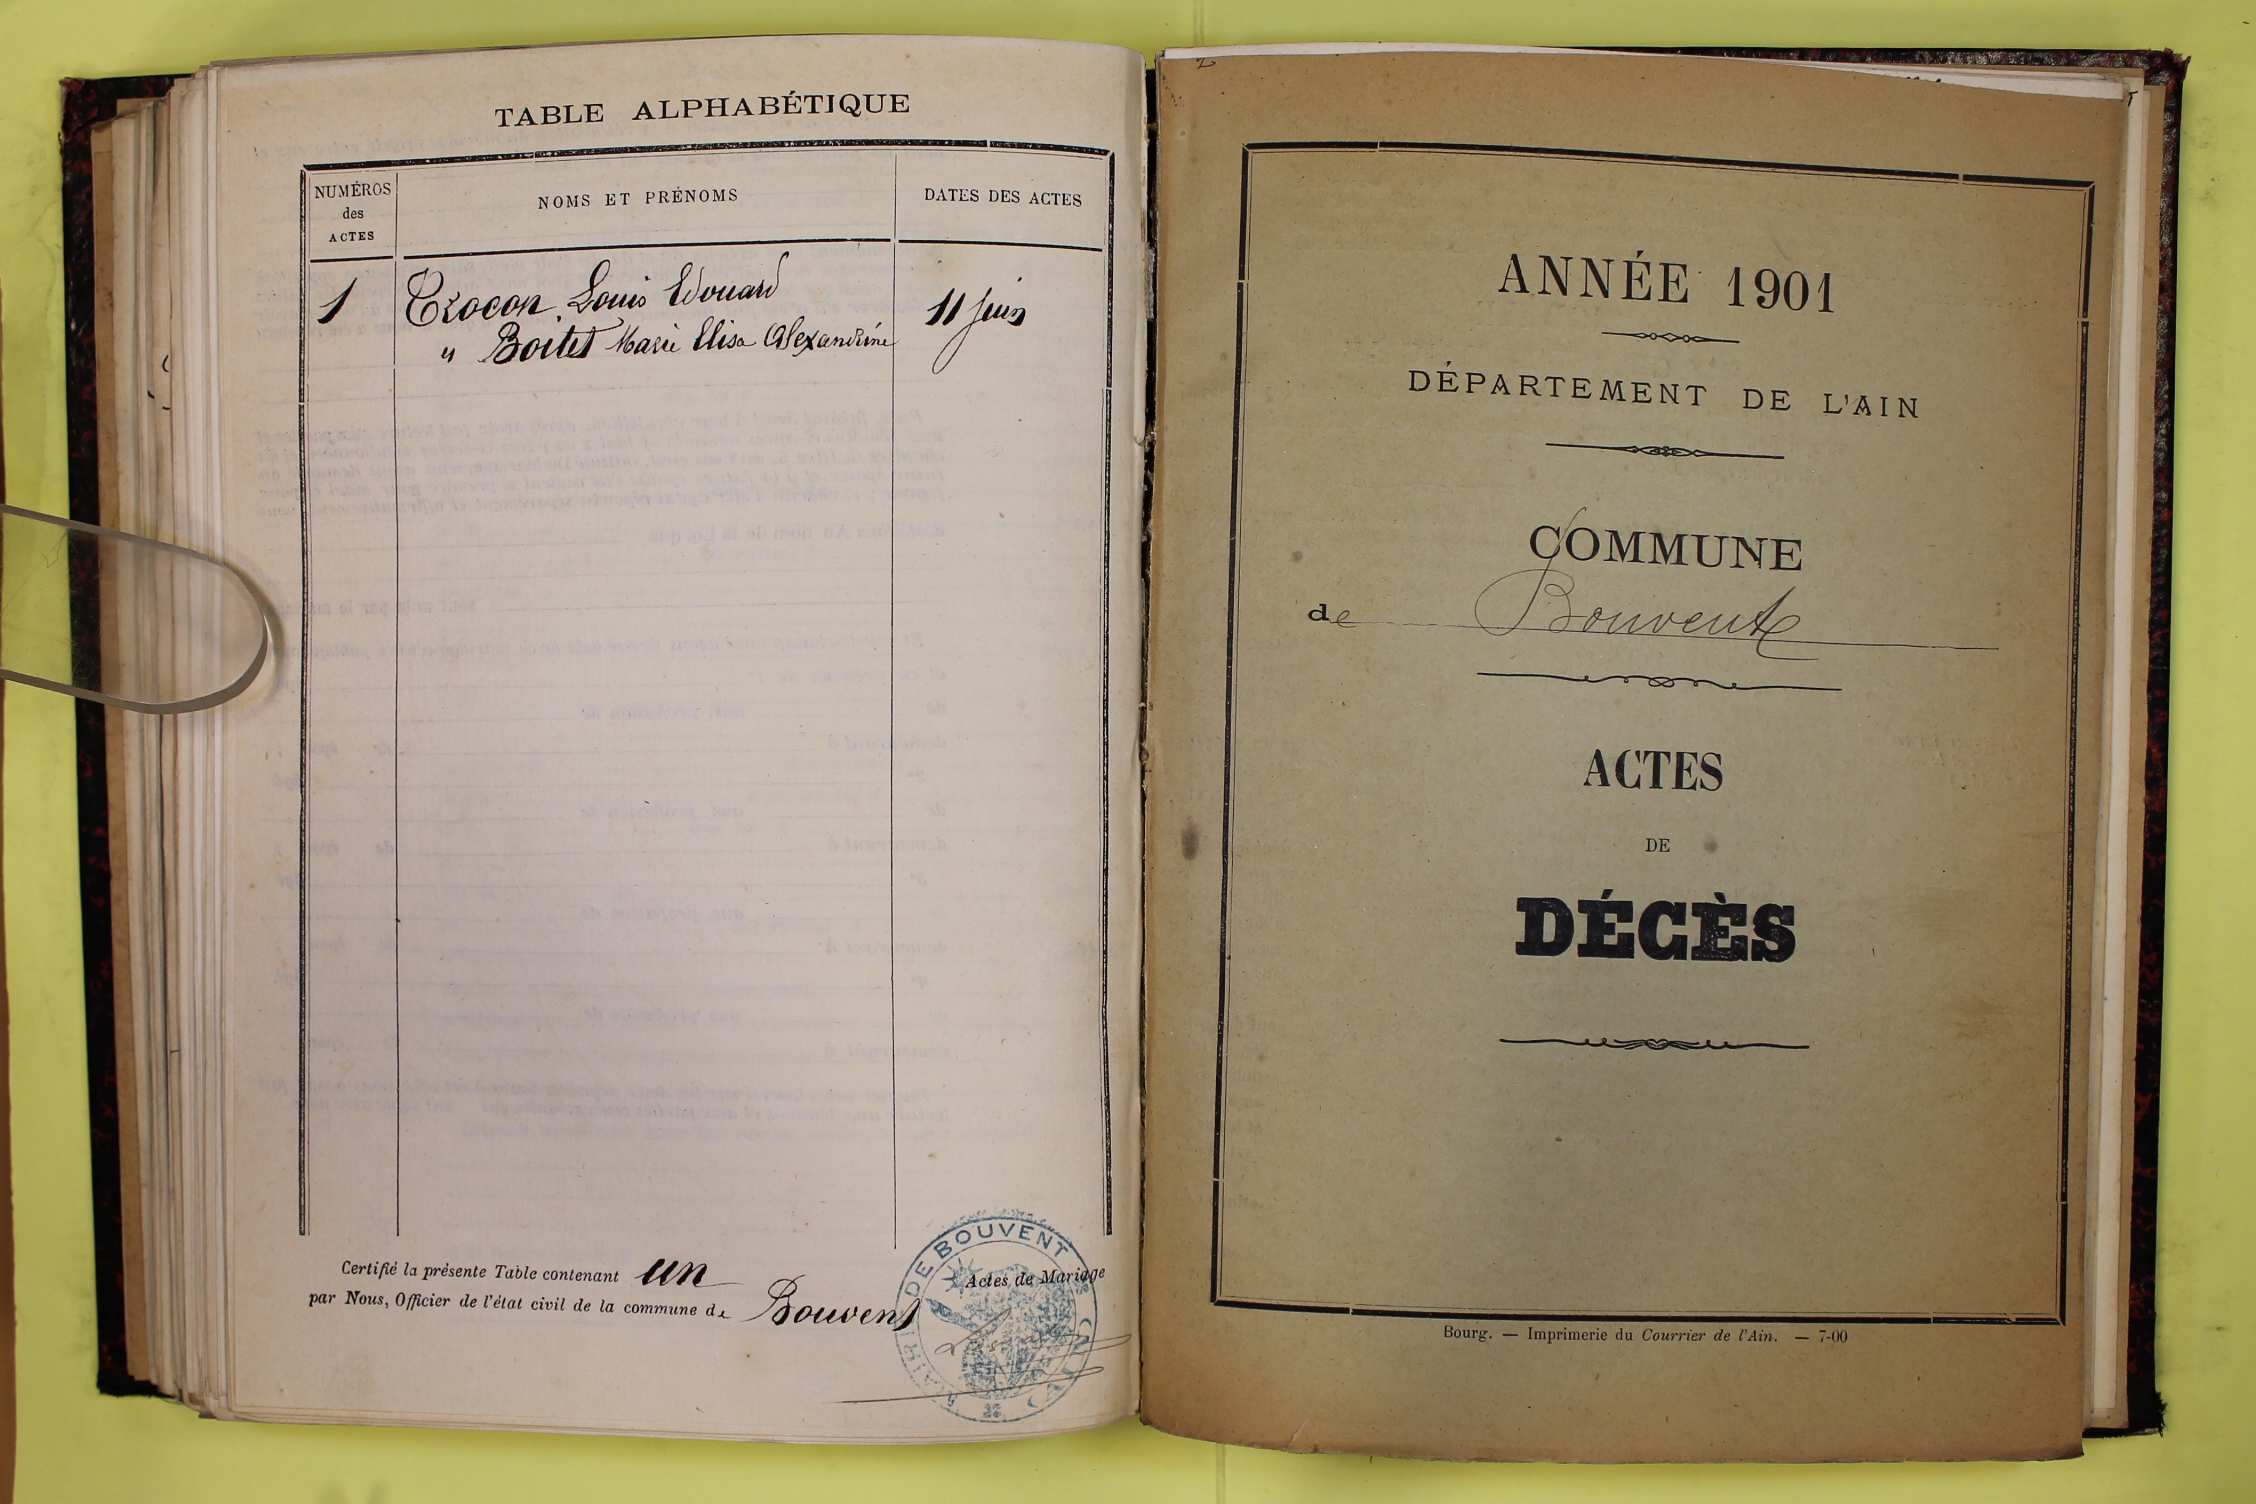 TABLE ALPHABÉTIQUE
NUMÉROS
des
ACTES
NOMS ET PRÉNOMS
DATES DES ACTES
1 Crocon Louis Edouard 11 juin
" Boitet Marie Elisa Alexandrine
Certifié la présente Table contenant un Actes de Mariage
par Nous, Officier de l'état civil de la commune de Bouvent
MAIRIE DE BOUVENT * (AIN)
ANNÉE 1901
DÉPARTEMENT DE L'AIN
COMMUNE
de Bouvent
ACTES
DE
DÉCÈS
Bourg. — Imprimerie du Courrier de l'Ain. — 7-00